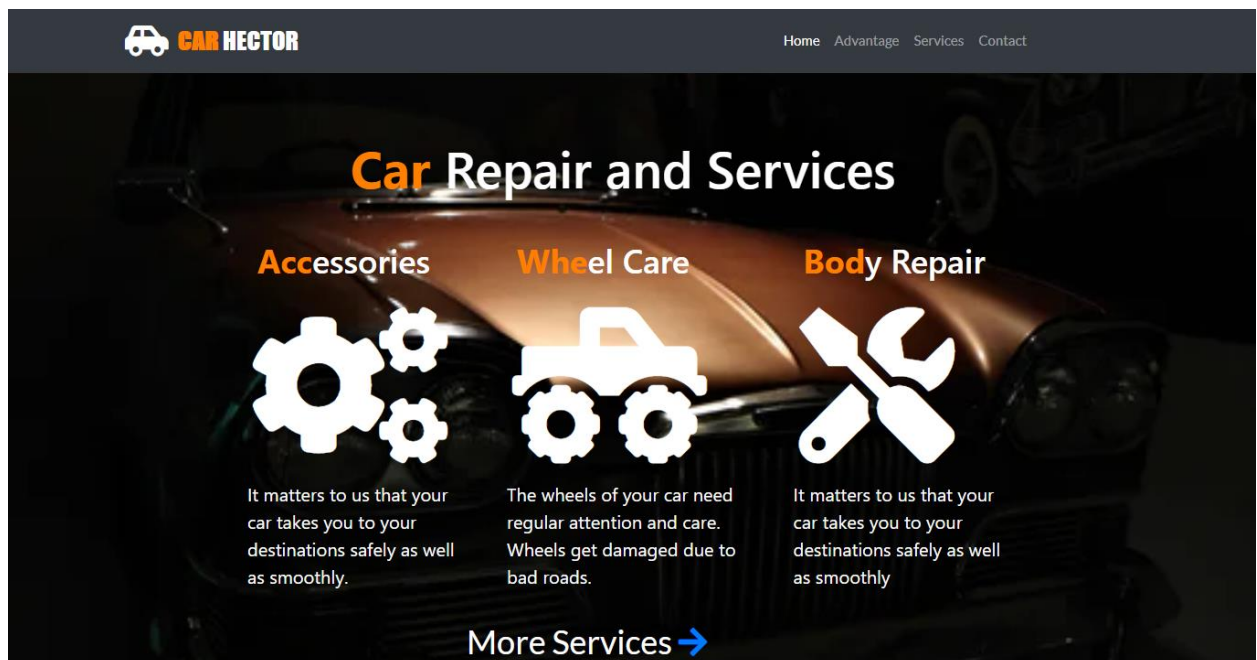 CAR HECTOR
Home Advantage Services Contact
Car Repair and Services
Accessories
Wheel Care
Body Repair
It matters to us that your
car takes you to your
destinations safely as well
as smoothly.
The wheels of your car need
regular attention and care.
Wheels get damaged due to
bad roads.
It matters to us that your
car takes you to your
destinations safely as well
as smoothly
More Services